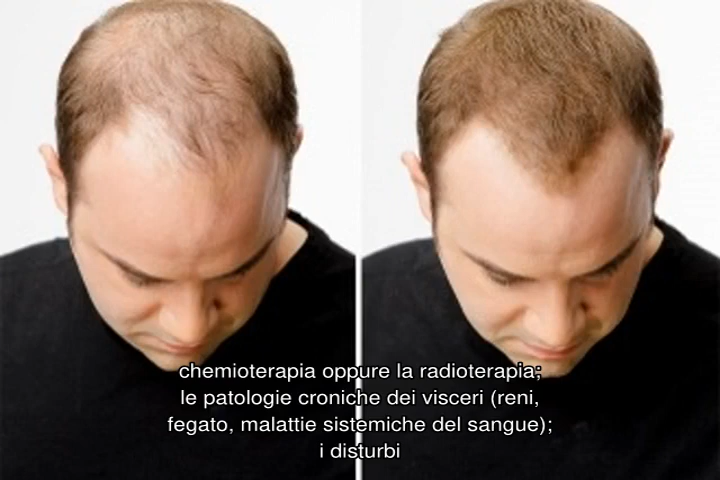 chemioterapia oppure la radioterapia;
le patologie croniche dei visceri (reni,
fegato, malattie sistemiche del sangue);
i disturbi